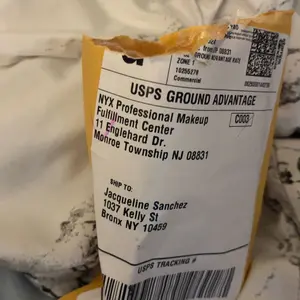 ZONE 1
Commercial
USPS GROUND ADVANTAGE
NYX Professional Makeup
Fulfillment Center
11 Englehard Dr.
Monroe Township NJ 08831
C003
SHIP TO:
Jacqueline Sanchez
1037 Kelly St
Bronx NY 10459
USPS TRACKING #